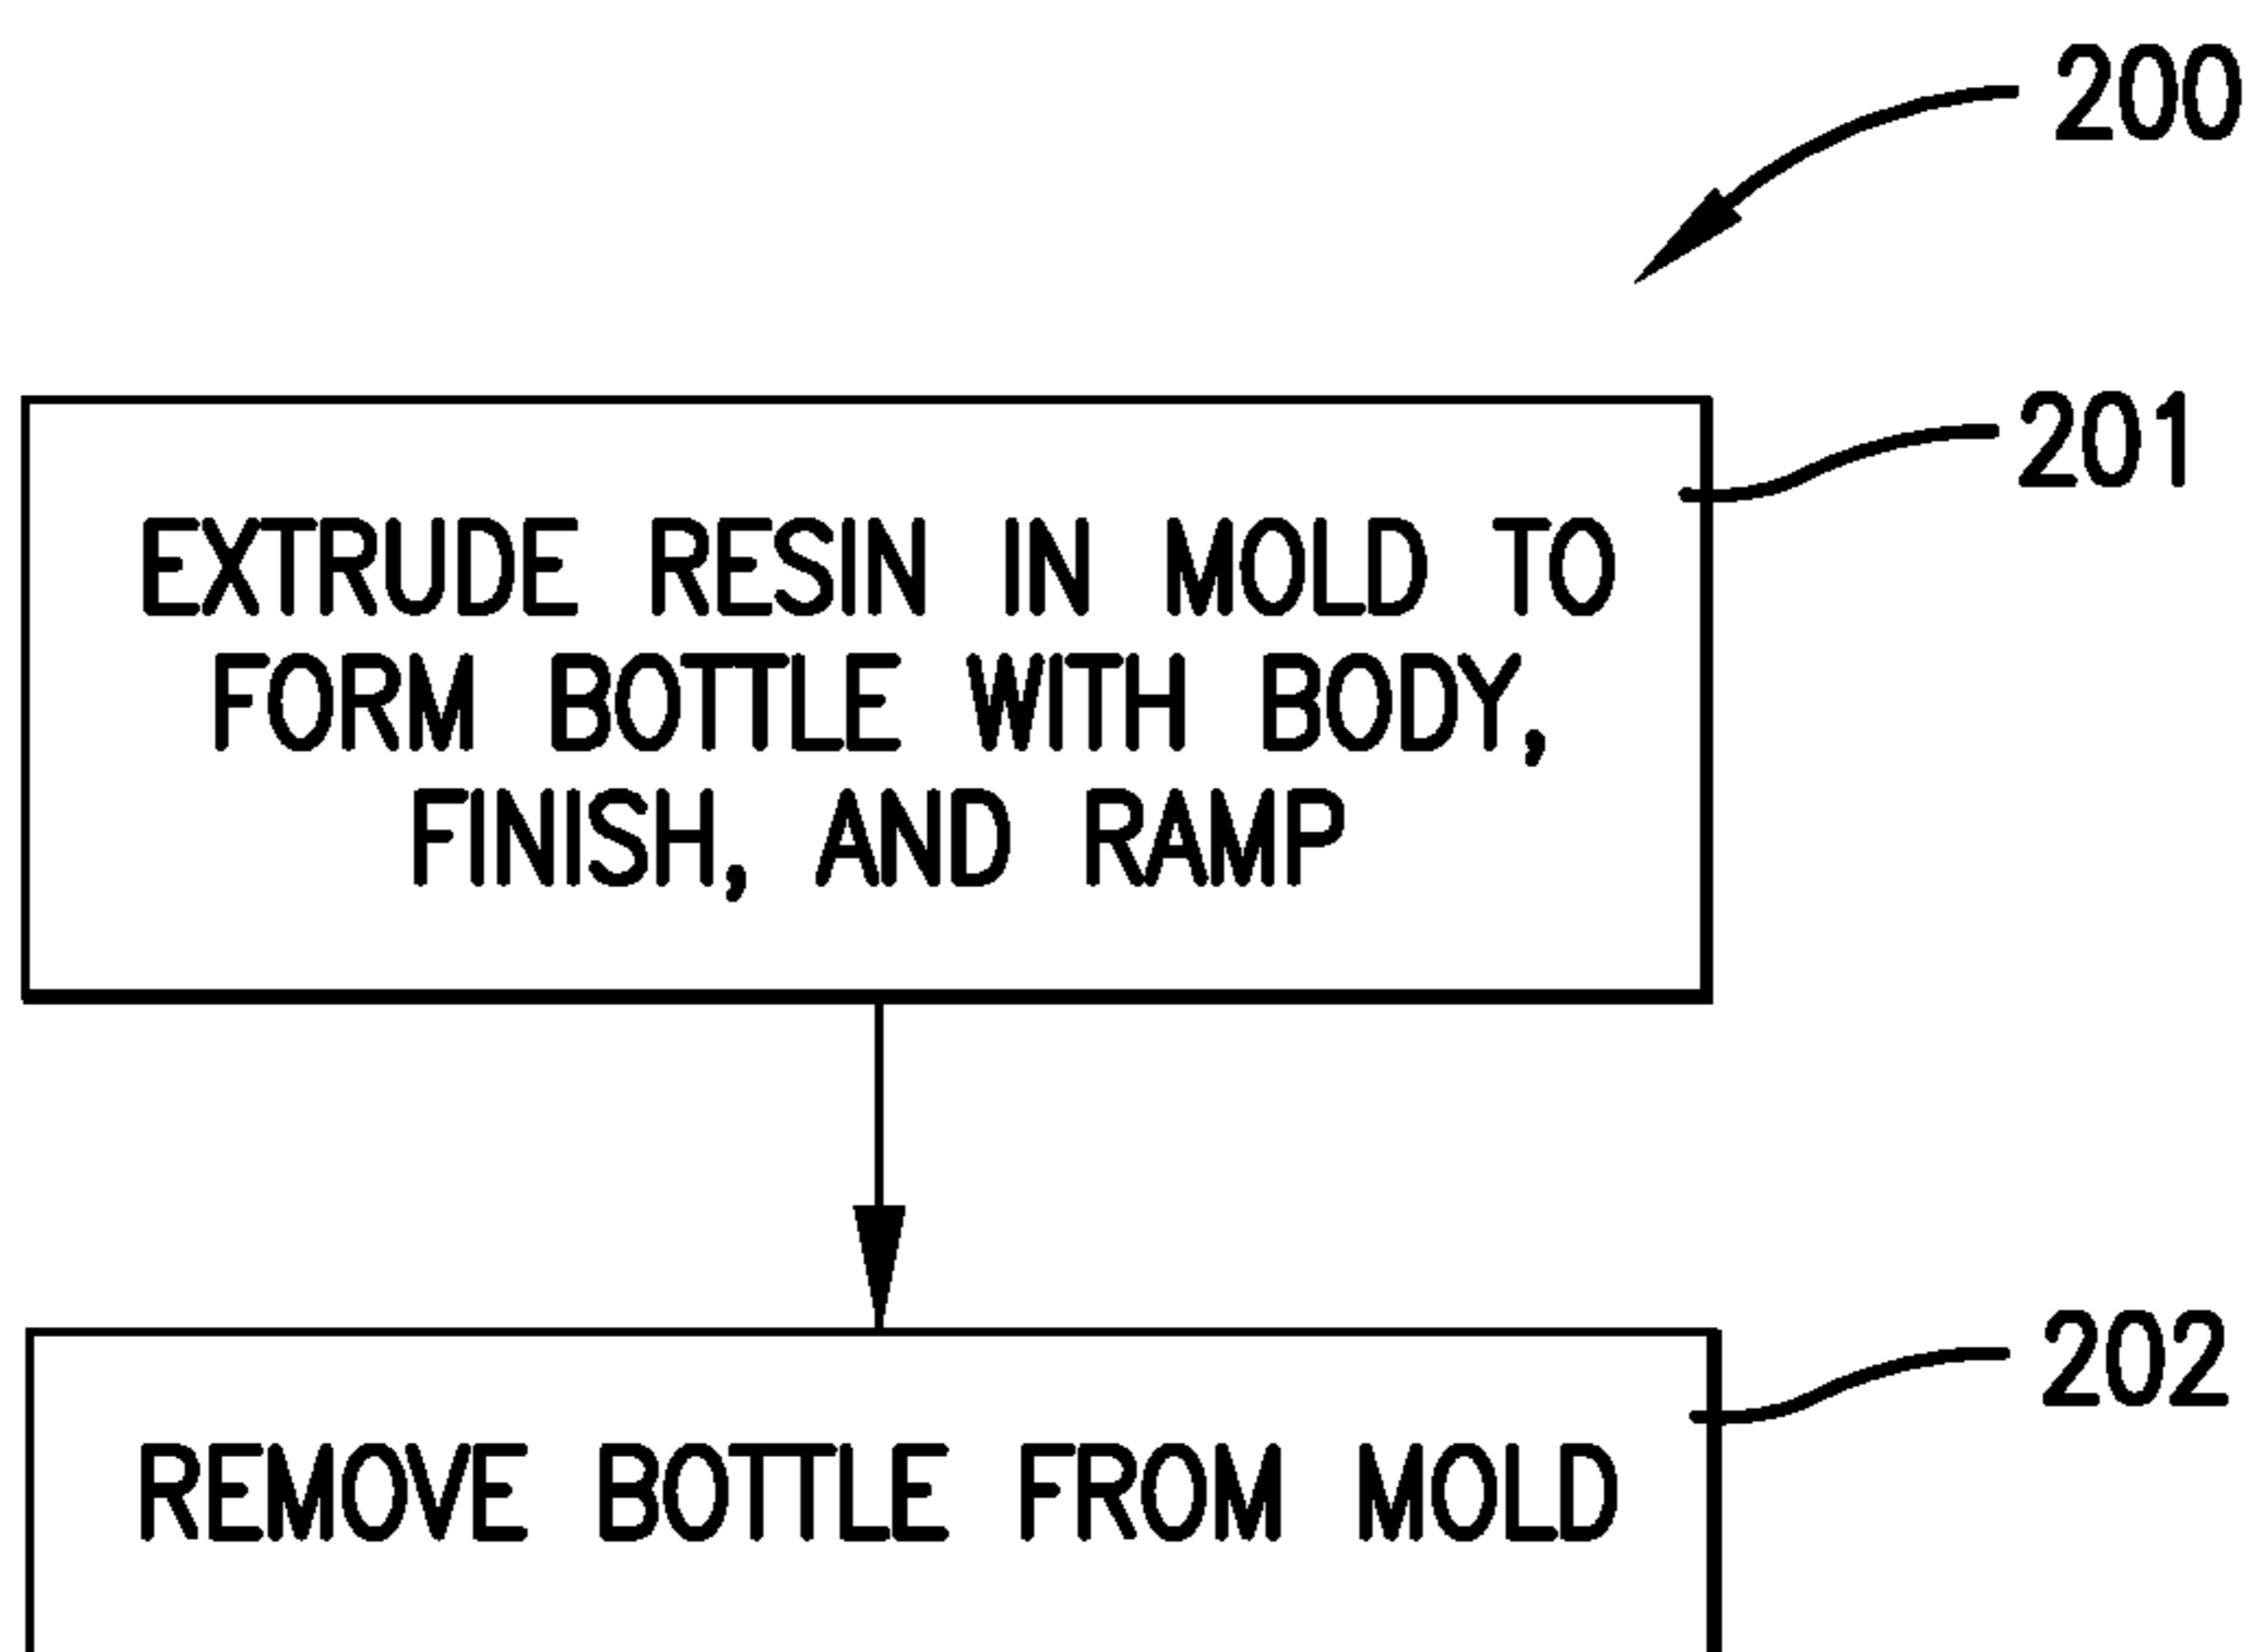 200
201
EXTRUDE RESIN IN MOLD TO
FORM BOTTLE WITH BODY,
FINISH, AND RAMP
202
REMOVE BOTTLE FROM MOLD